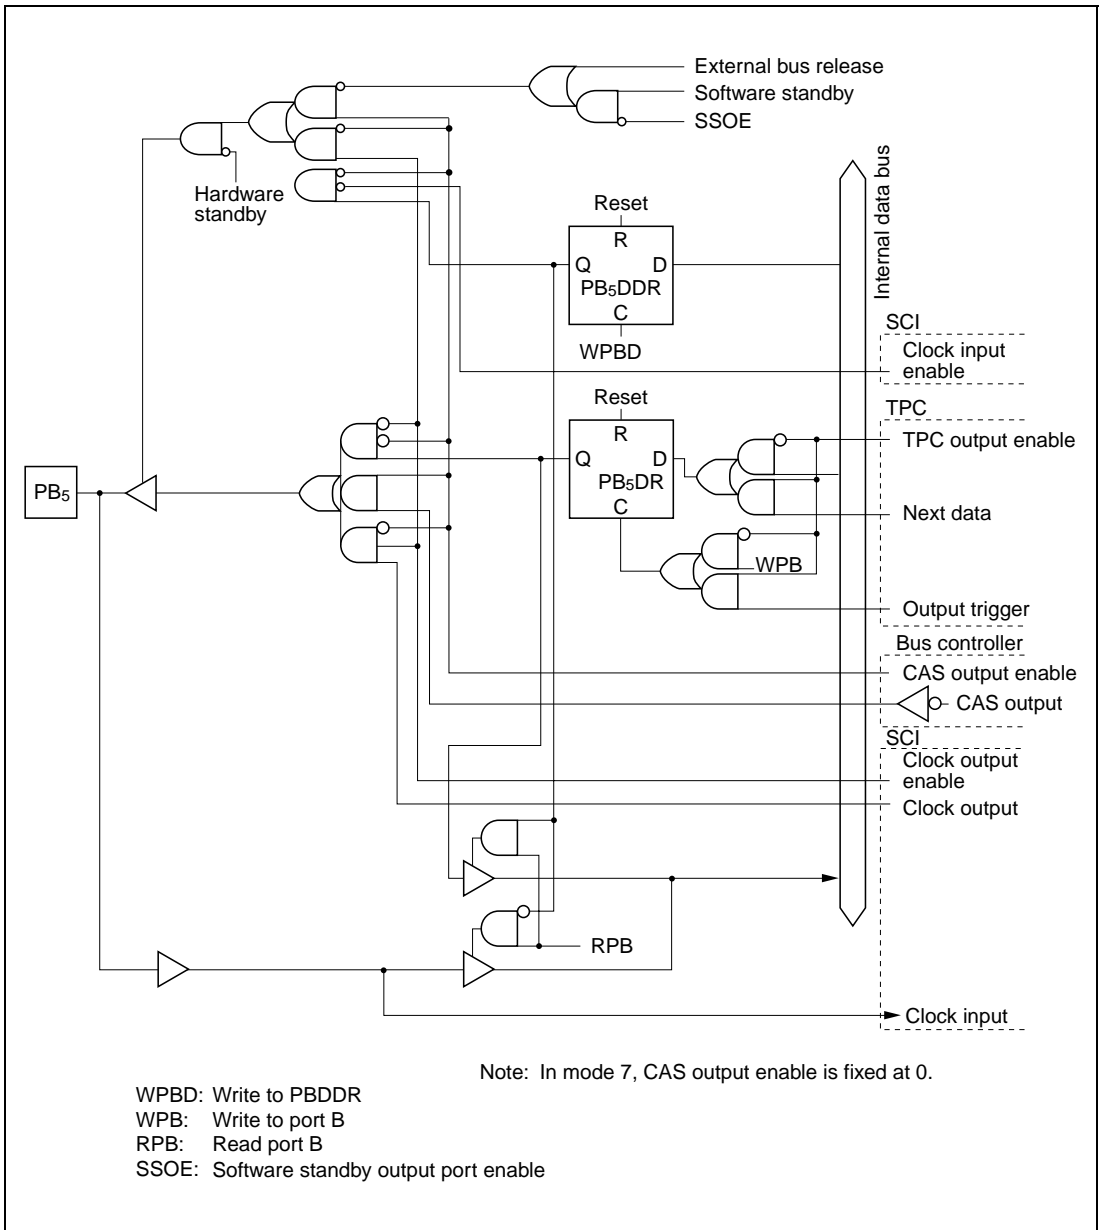 External bus release
Software standby
SSOE
Hardware
standby
Internal data bus
Reset
R
Q D
PB5DDR
C
WPBD
SCI
Clock input
enable
Reset
R
Q D
PB5DR
C
TPC
TPC output enable
Next data
WPB
Output trigger
PB5
Bus controller
CAS output enable
CAS output
SCI
Clock output
enable
Clock output
RPB
Clock input
Note: In mode 7, CAS output enable is fixed at 0.
WPBD: Write to PBDDR
WPB: Write to port B
RPB: Read port B
SSOE: Software standby output port enable